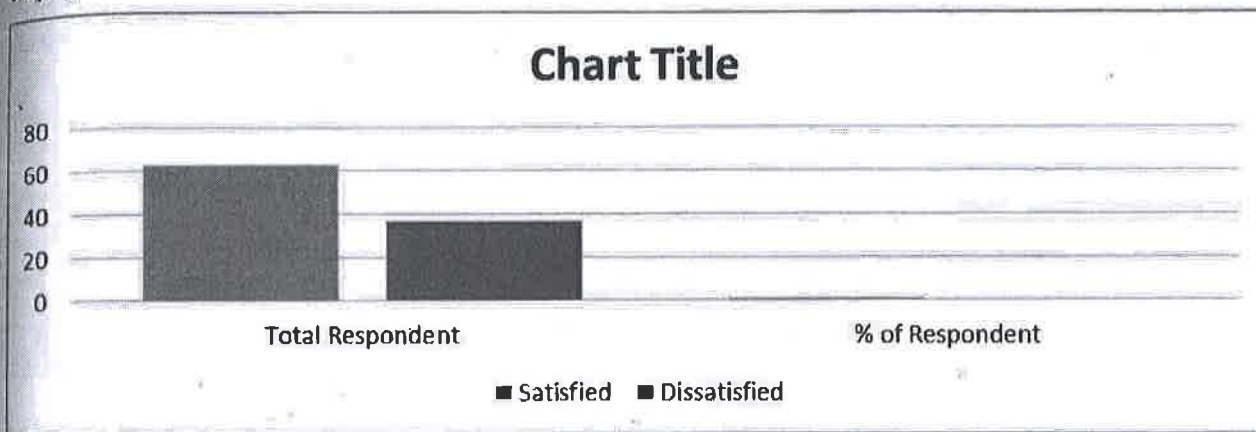 Chart Title
80
60
40
20
0
Total Respondent % of Respondent
■ Satisfied ■ Dissatisfied